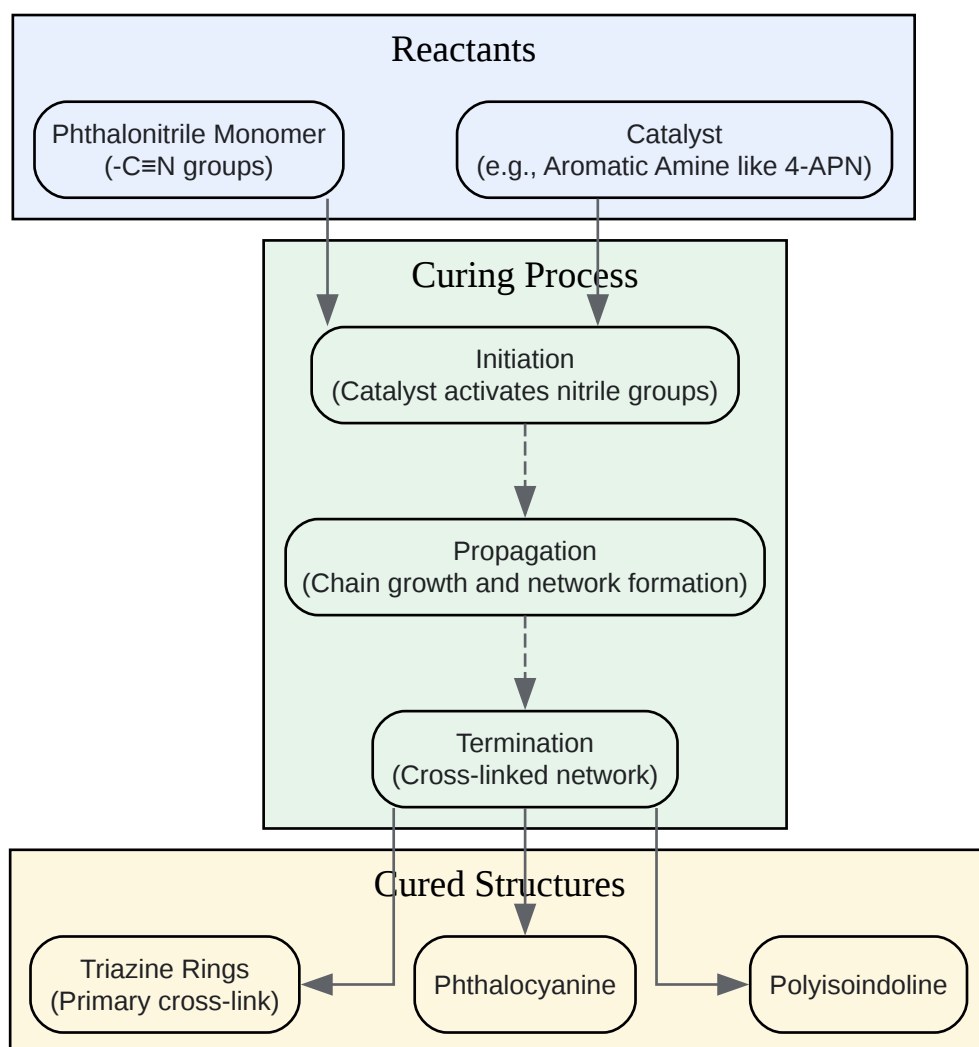 Reactants
Phthalonitrile Monomer
(-C≡N groups)
Catalyst
(e.g., Aromatic Amine like 4-APN)
Curing Process
Initiation
(Catalyst activates nitrile groups)
Propagation
(Chain growth and network formation)
Termination
(Cross-linked network)
Cured Structures
Triazine Rings
(Primary cross-link)
Phthalocyanine
Polyisoindoline